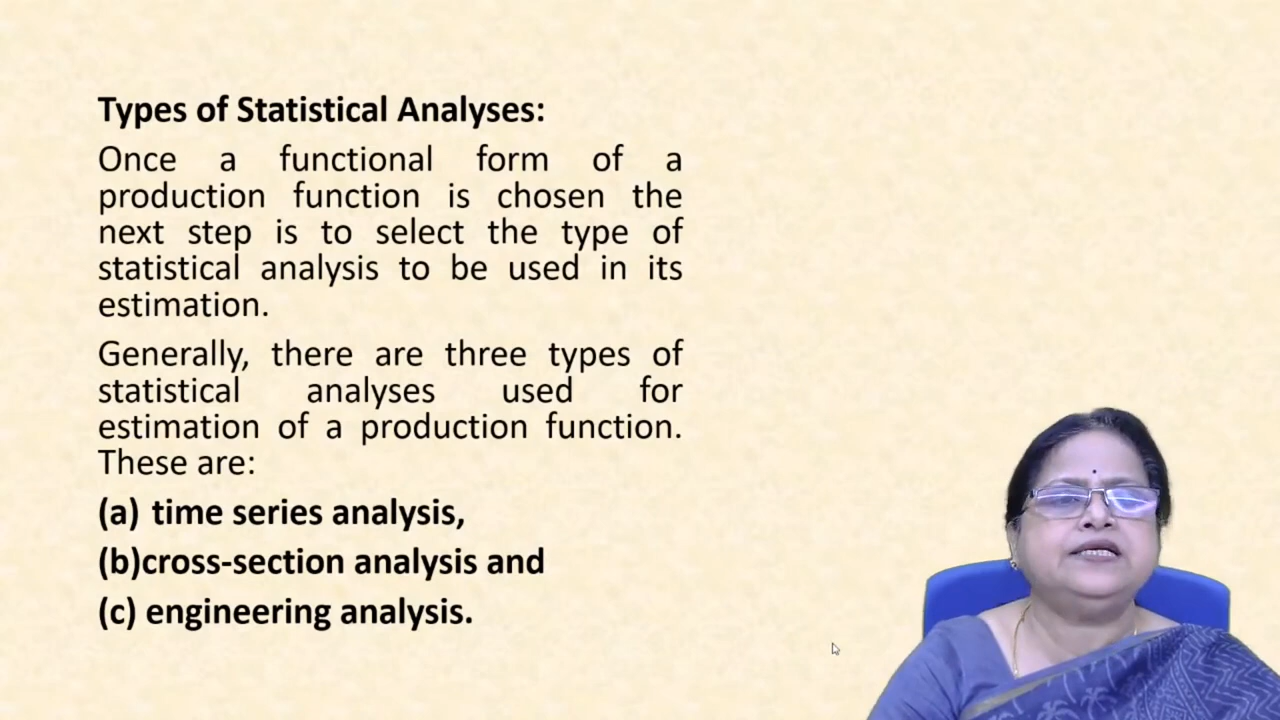 Types of Statistical Analyses:
Once a functional form of a
production function is chosen the
next step is to select the type of
statistical analysis to be used in its
estimation.
Generally, there are three types of
statistical analyses used for
estimation of a production function.
These are:
(a) time series analysis,
(b)cross-section analysis and
(c) engineering analysis.